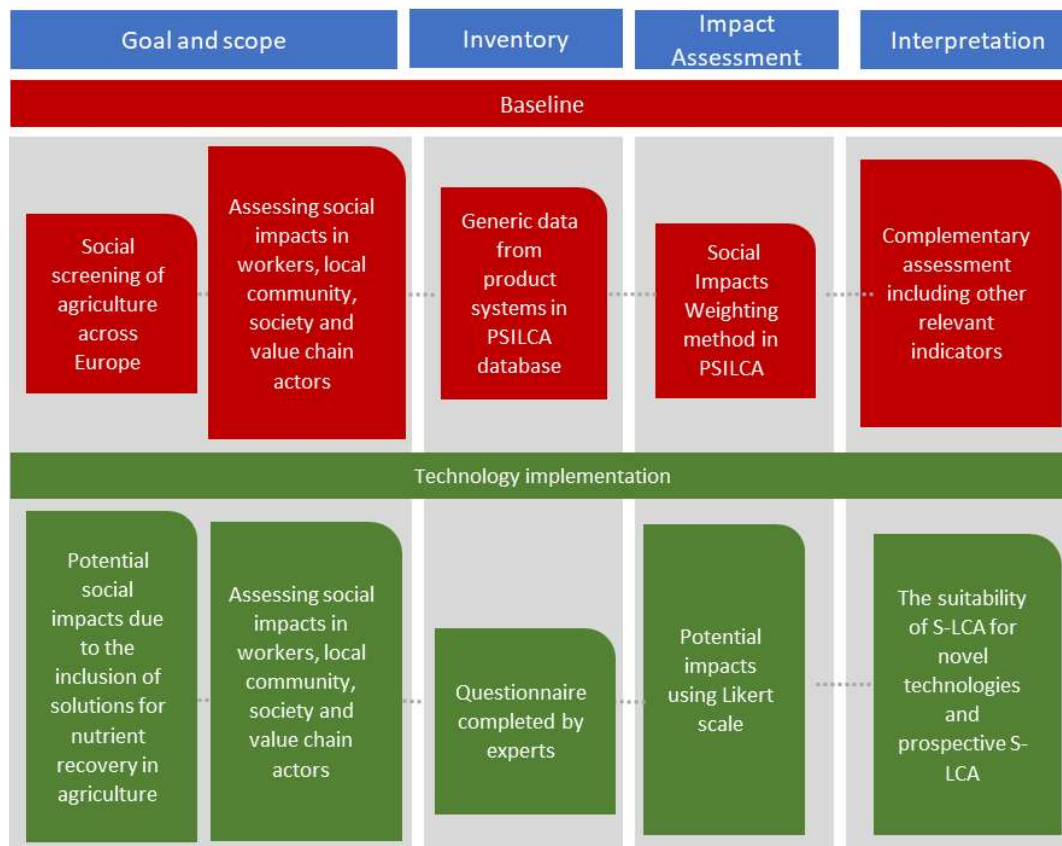 Goal and scope
Inventory
Impact
Assessment
Interpretation
Baseline
Social
screening of
agriculture
across
Europe
Assessing social
impacts in
workers, local
community,
society and
value chain
actors
Generic data
from
product
systems in
PSILCA
database
Social
Impacts
Weighting
method in
PSILCA
Complementary
assessment
including other
relevant
indicators
Technology implementation
Potential
social
impacts due
to the
inclusion of
solutions for
nutrient
recovery in
agriculture
Assessing social
impacts in
workers, local
community,
society and
value chain
actors
Questionnaire
completed by
experts
Potential
impacts
using Likert
scale
The suitability
of S-LCA for
novel
technologies
and
prospective S-
LCA